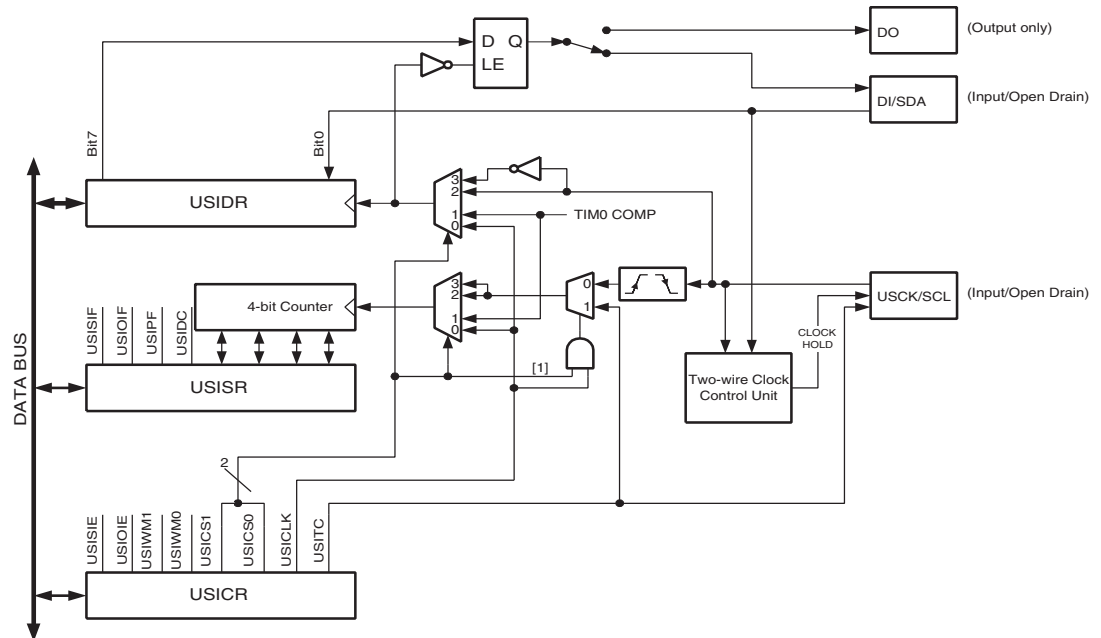 DO
(Output only)
D Q
LE
DI/SDA
(Input/Open Drain)
Bit7
Bit0
USIDR
3
2
1
0
TIM0 COMP
4-bit Counter
3
2
1
0
0
1
USCK/SCL
(Input/Open Drain)
CLOCK
HOLD
USISIF
USIOIF
USIPF
USIDC
[1]
Two-wire Clock
Control Unit
USISR
DATA BUS
2
USISIE
USIOIE
USIWM1
USIWM0
USICS1
USICS0
USICLK
USITC
USICR